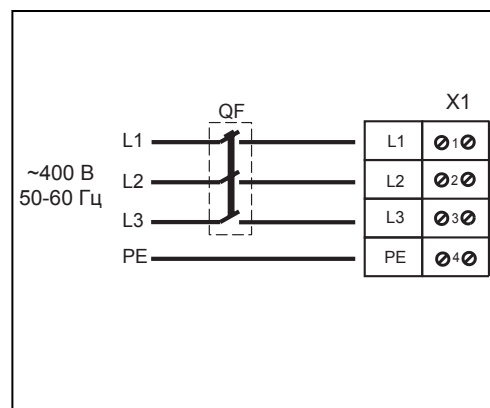 X1
QF
L1 L1 1
~400 В
50-60 Гц
L2 L2 2
L3 L3 3
PE PE 4